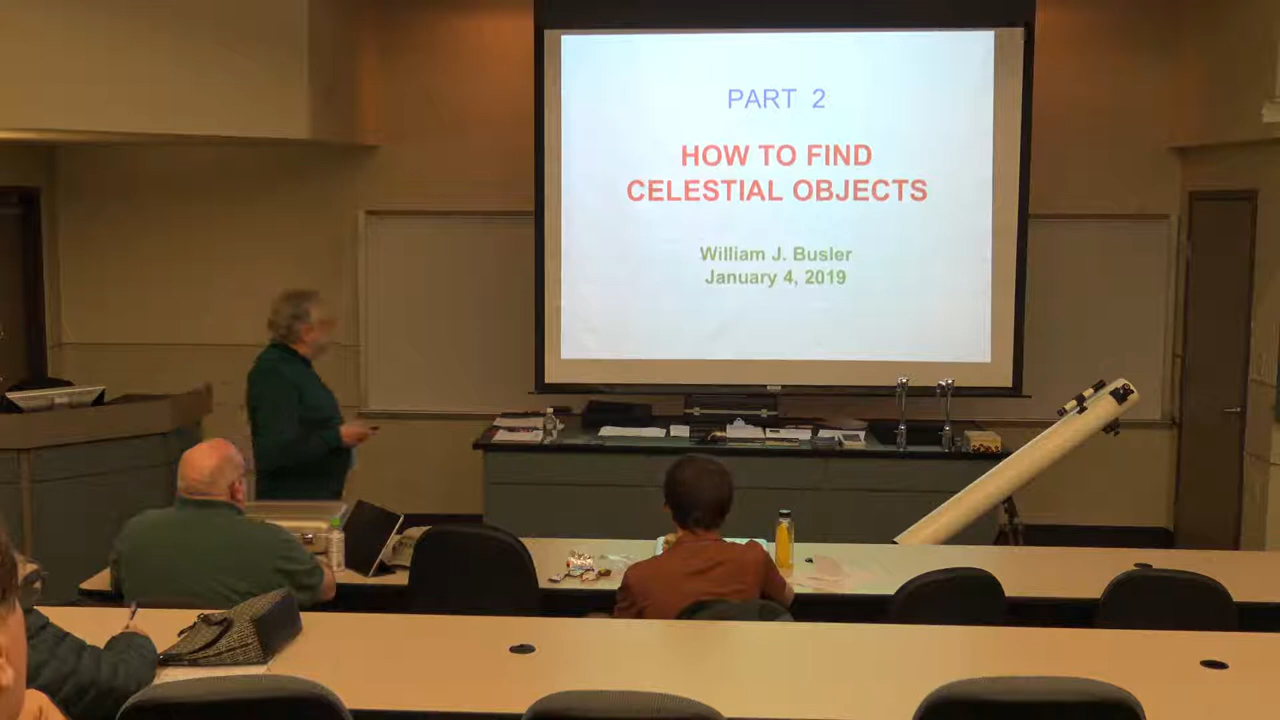 PART 2
HOW TO FIND
CELESTIAL OBJECTS
William J. Busler
January 4, 2019